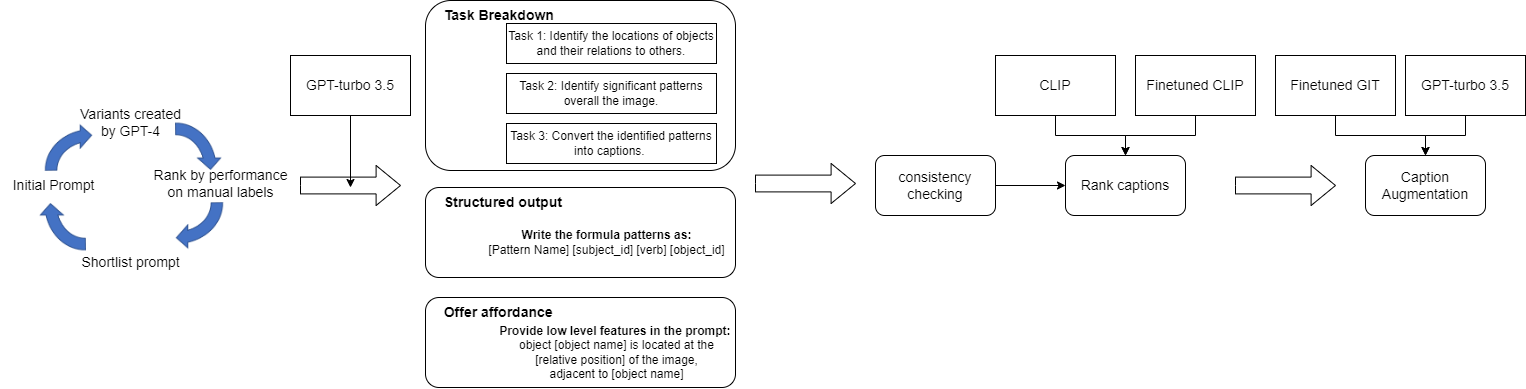 Variants created
by GPT-4
Initial Prompt
Rank by performance
on manual labels
Shortlist prompt
GPT-turbo 3.5
Task Breakdown
Task 1: Identify the locations of objects
and their relations to others.
Task 2: Identify significant patterns
overall the image.
Task 3: Convert the identified patterns
into captions.
Structured output
Write the formula patterns as:
[Pattern Name] [subject_id] [verb] [object_id]
Offer affordance
Provide low level features in the prompt:
object [object name] is located at the
[relative position] of the image,
adjacent to [object name]
consistency
checking
CLIP
Finetuned CLIP
Rank captions
Finetuned GIT
GPT-turbo 3.5
Caption
Augmentation